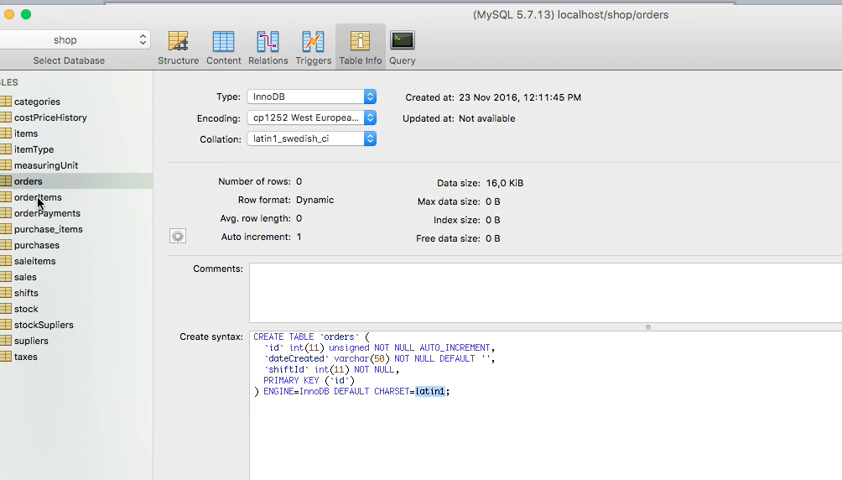 (MySQL 5.7.13) localhost/shop/orders
shop
Select Database
Structure
Content
Relations
Triggers
Table Info
Query
LES
categories
costPriceHistory
items
itemType
measuringUnit
orders
orderItems
orderPayments
purchase_items
purchases
saleitems
sales
shifts
stock
stockSupliers
supliers
taxes
Type: InnoDB
Encoding: cp1252 West Europea...
Collation: latin1_swedish_ci
Created at: 23 Nov 2016, 12:11:45 PM
Updated at: Not available
Number of rows: 0
Row format: Dynamic
Avg. row length: 0
Auto increment: 1
Data size: 16,0 KiB
Max data size: 0 B
Index size: 0 B
Free data size: 0 B
Comments:
Create syntax:
CREATE TABLE `orders` (
`id` int(11) unsigned NOT NULL AUTO_INCREMENT,
`dateCreated` varchar(50) NOT NULL DEFAULT '',
`shiftId` int(11) NOT NULL,
PRIMARY KEY (`id`)
) ENGINE=InnoDB DEFAULT CHARSET=latin1;